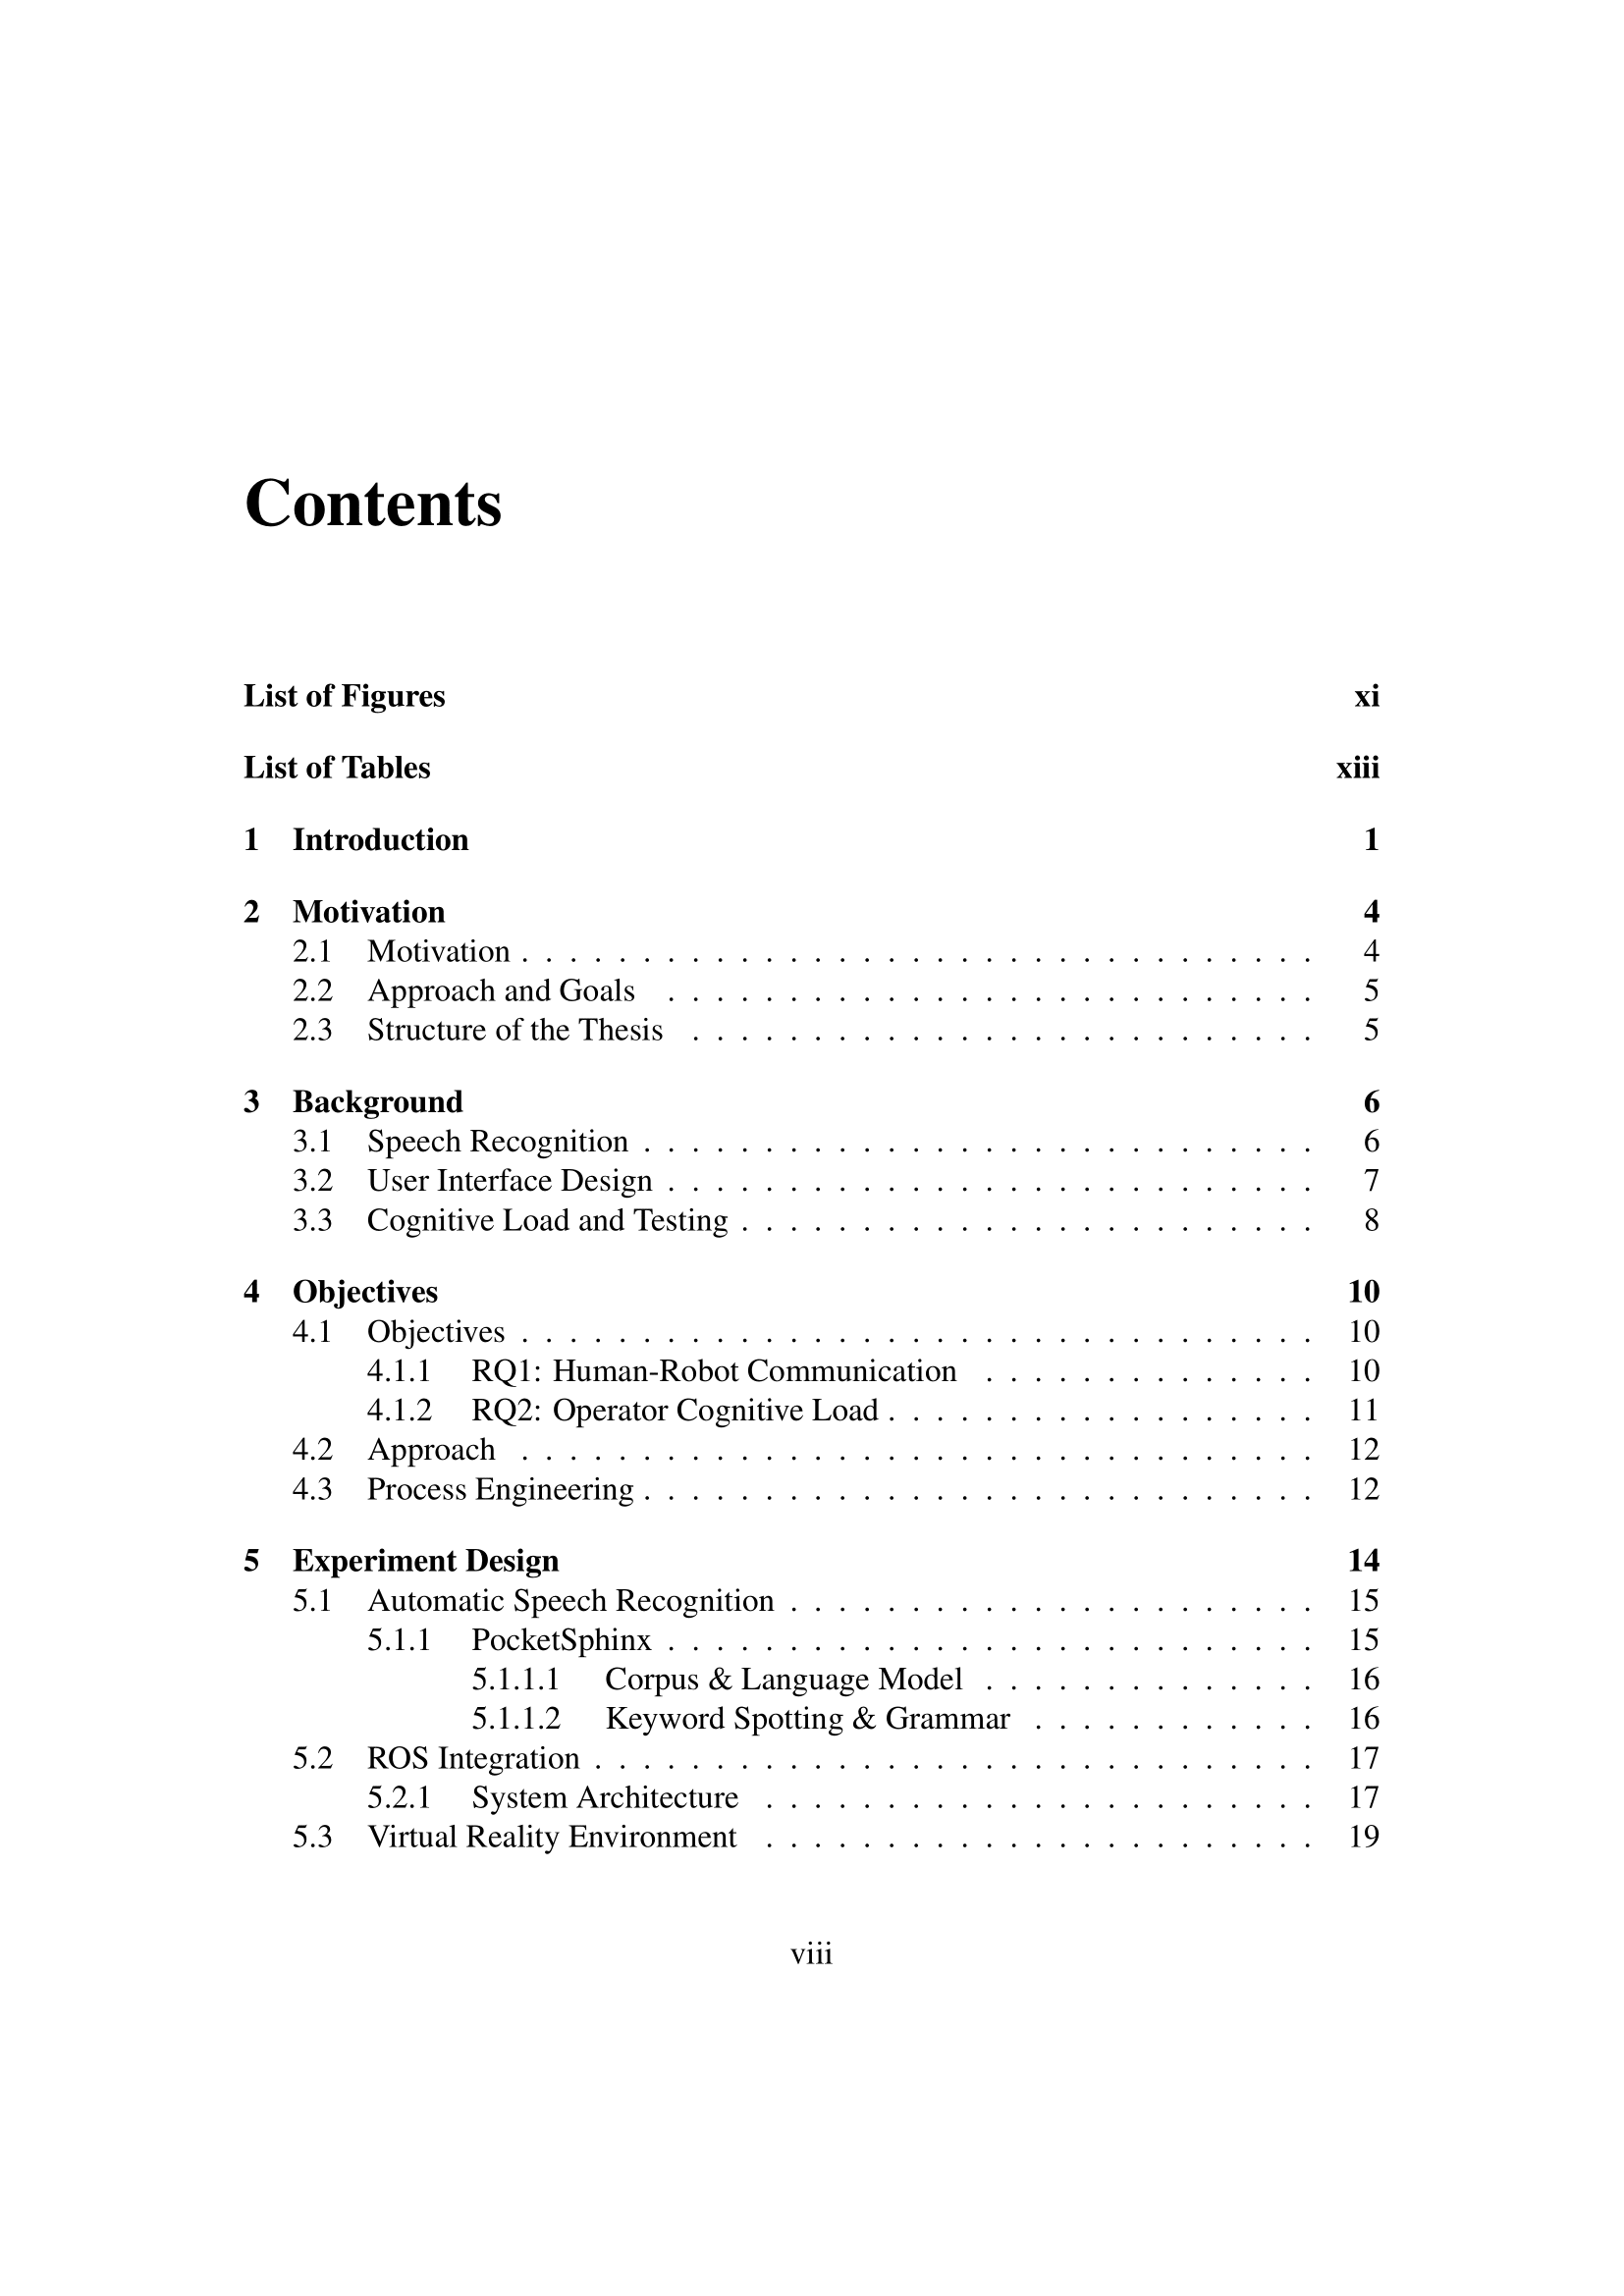 Contents
List of Figures xi
List of Tables xiii
1 Introduction 1
2 Motivation 4
2.1 Motivation . . . . . . . . . . . . . . . . . . . . . . . . . . . . . . . . . 4
2.2 Approach and Goals . . . . . . . . . . . . . . . . . . . . . . . . . . . 5
2.3 Structure of the Thesis . . . . . . . . . . . . . . . . . . . . . . . . . . 5
3 Background 6
3.1 Speech Recognition . . . . . . . . . . . . . . . . . . . . . . . . . . . . 6
3.2 User Interface Design . . . . . . . . . . . . . . . . . . . . . . . . . . . 7
3.3 Cognitive Load and Testing . . . . . . . . . . . . . . . . . . . . . . . . 8
4 Objectives 10
4.1 Objectives . . . . . . . . . . . . . . . . . . . . . . . . . . . . . . . . . 10
4.1.1 RQ1: Human-Robot Communication . . . . . . . . . . . . . . 10
4.1.2 RQ2: Operator Cognitive Load . . . . . . . . . . . . . . . . . . 11
4.2 Approach . . . . . . . . . . . . . . . . . . . . . . . . . . . . . . . . . 12
4.3 Process Engineering . . . . . . . . . . . . . . . . . . . . . . . . . . . . 12
5 Experiment Design 14
5.1 Automatic Speech Recognition . . . . . . . . . . . . . . . . . . . . . . 15
5.1.1 PocketSphinx . . . . . . . . . . . . . . . . . . . . . . . . . . . 15
5.1.1.1 Corpus & Language Model . . . . . . . . . . . . . . 16
5.1.1.2 Keyword Spotting & Grammar . . . . . . . . . . . . 16
5.2 ROS Integration . . . . . . . . . . . . . . . . . . . . . . . . . . . . . . 17
5.2.1 System Architecture . . . . . . . . . . . . . . . . . . . . . . . 17
5.3 Virtual Reality Environment . . . . . . . . . . . . . . . . . . . . . . . 19
viii